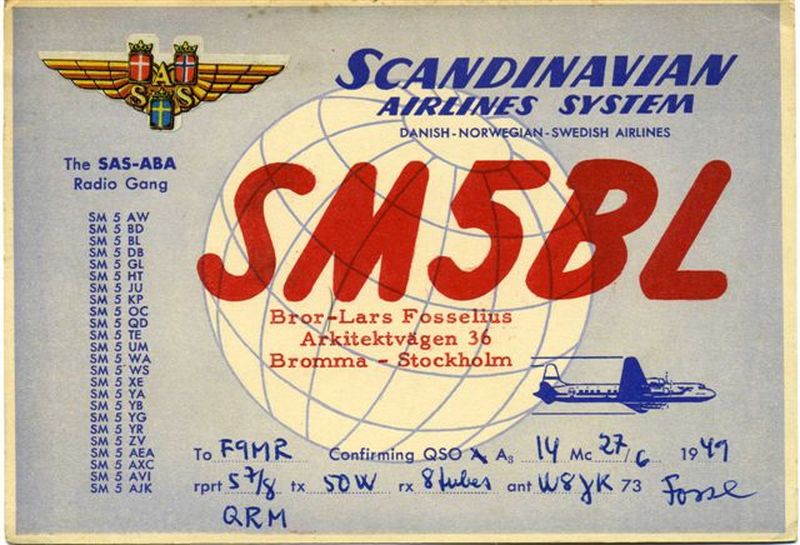 SAS
SCANDINAVIAN
AIRLINES SYSTEM
DANISH-NORWEGIAN-SWEDISH AIRLINES
The SAS-ABA
Radio Gang
SM5BL
SM 5 AW
SM 5 BD
SM 5 BL
SM 5 DB
SM 5 GL
SM 5 HT
SM 5 JU
SM 5 KP
SM 5 OC
SM 5 QD
SM 5 TE
SM 5 UM
SM 5 WA
SM 5 WS
SM 5 XE
SM 5 YA
SM 5 YB
SM 5 YG
SM 5 YR
SM 5 ZV
SM 5 AEA
SM 5 AXC
SM 5 AVI
SM 5 AJK
Bror-Lars Fosselius
Arkitektvägen 36
Bromma - Stockholm
To F9MR Confirming QSO A A3 14 Mc 27/6 1949
rprt 57/8 tx 50W rx 8 tubes ant W8JK 73 Fosse
QRM